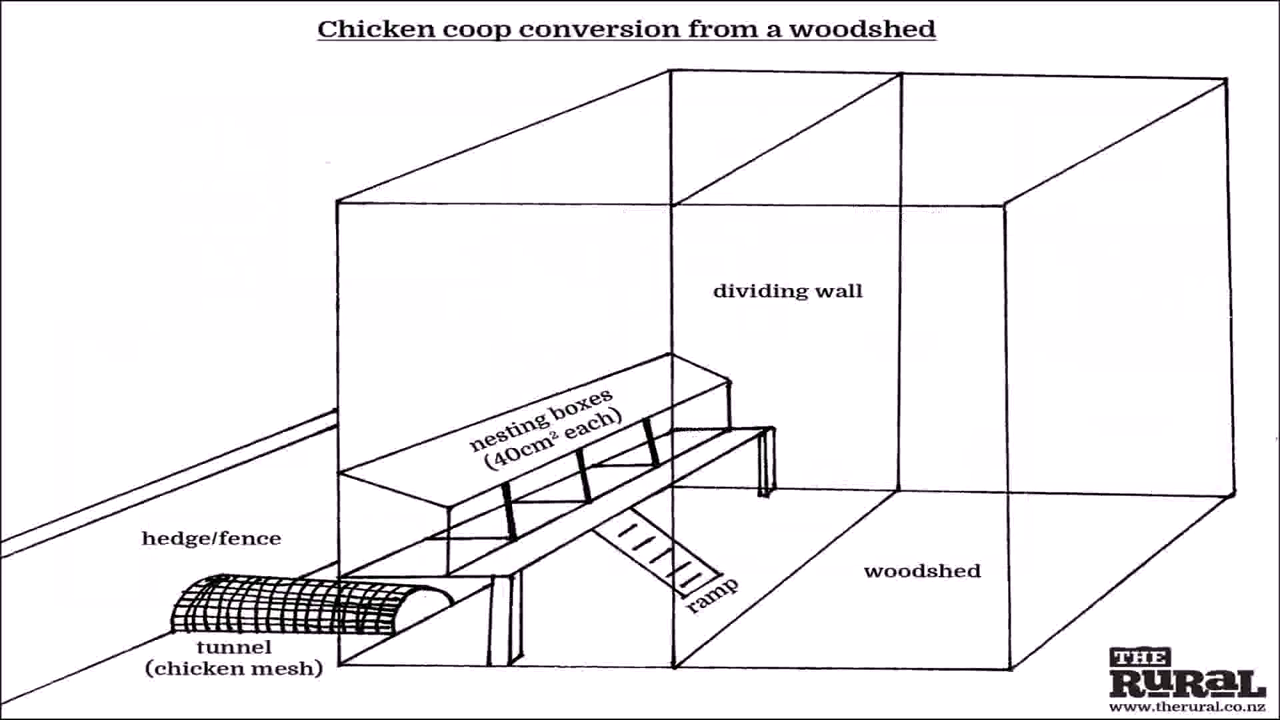 Chicken coop conversion from a woodshed
dividing wall
nesting boxes
(40cm² each)
hedge/fence
woodshed
ramp
tunnel
(chicken mesh)
THE
RURAL
www.therural.co.nz